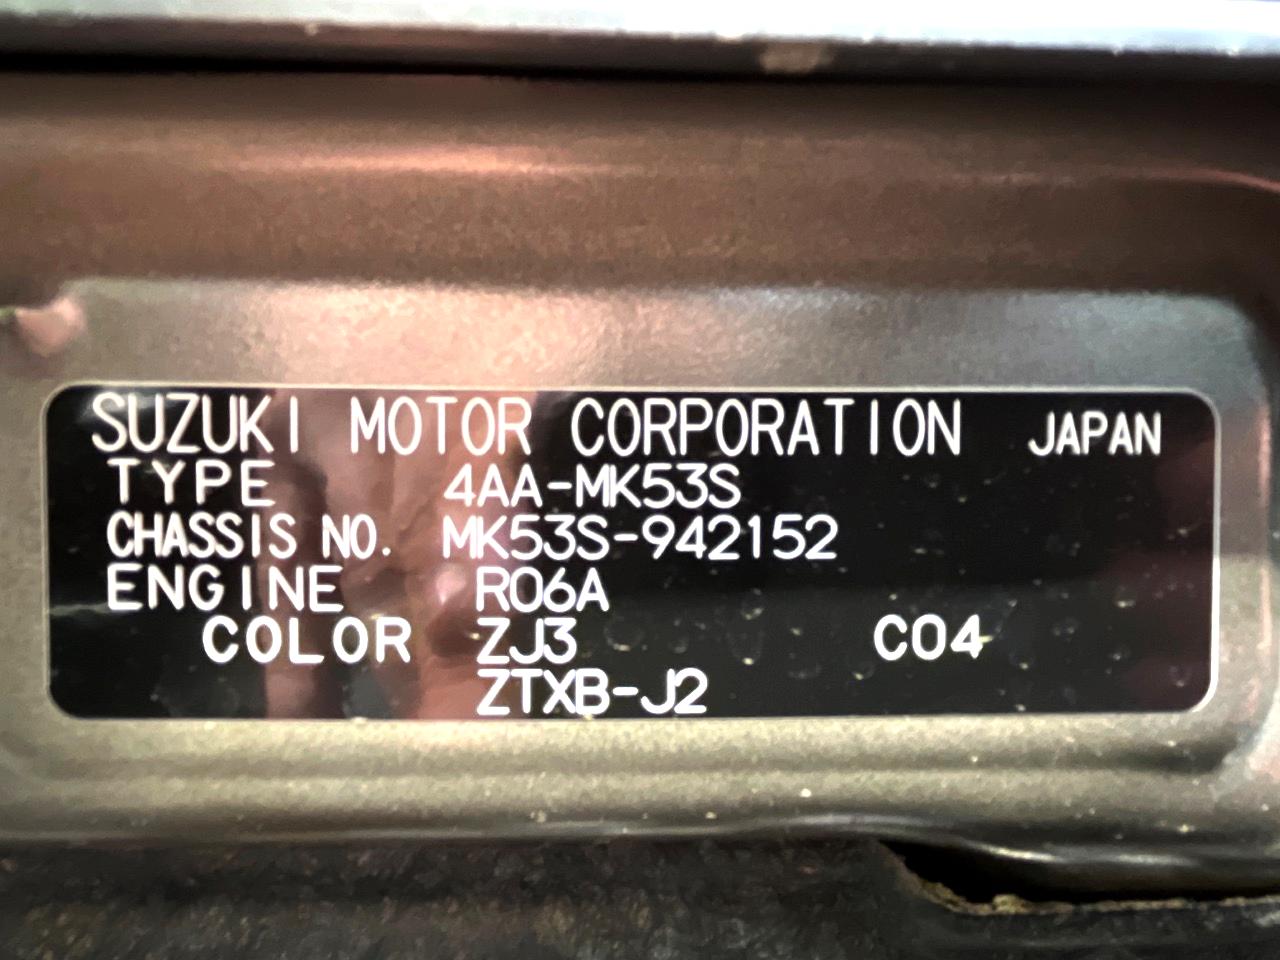 SUZUKI MOTOR CORPORATION JAPAN
TYPE 4AA-MK53S
CHASSIS NO. MK53S-942152
ENGINE R06A
COLOR ZJ3 C04
ZTXB-J2